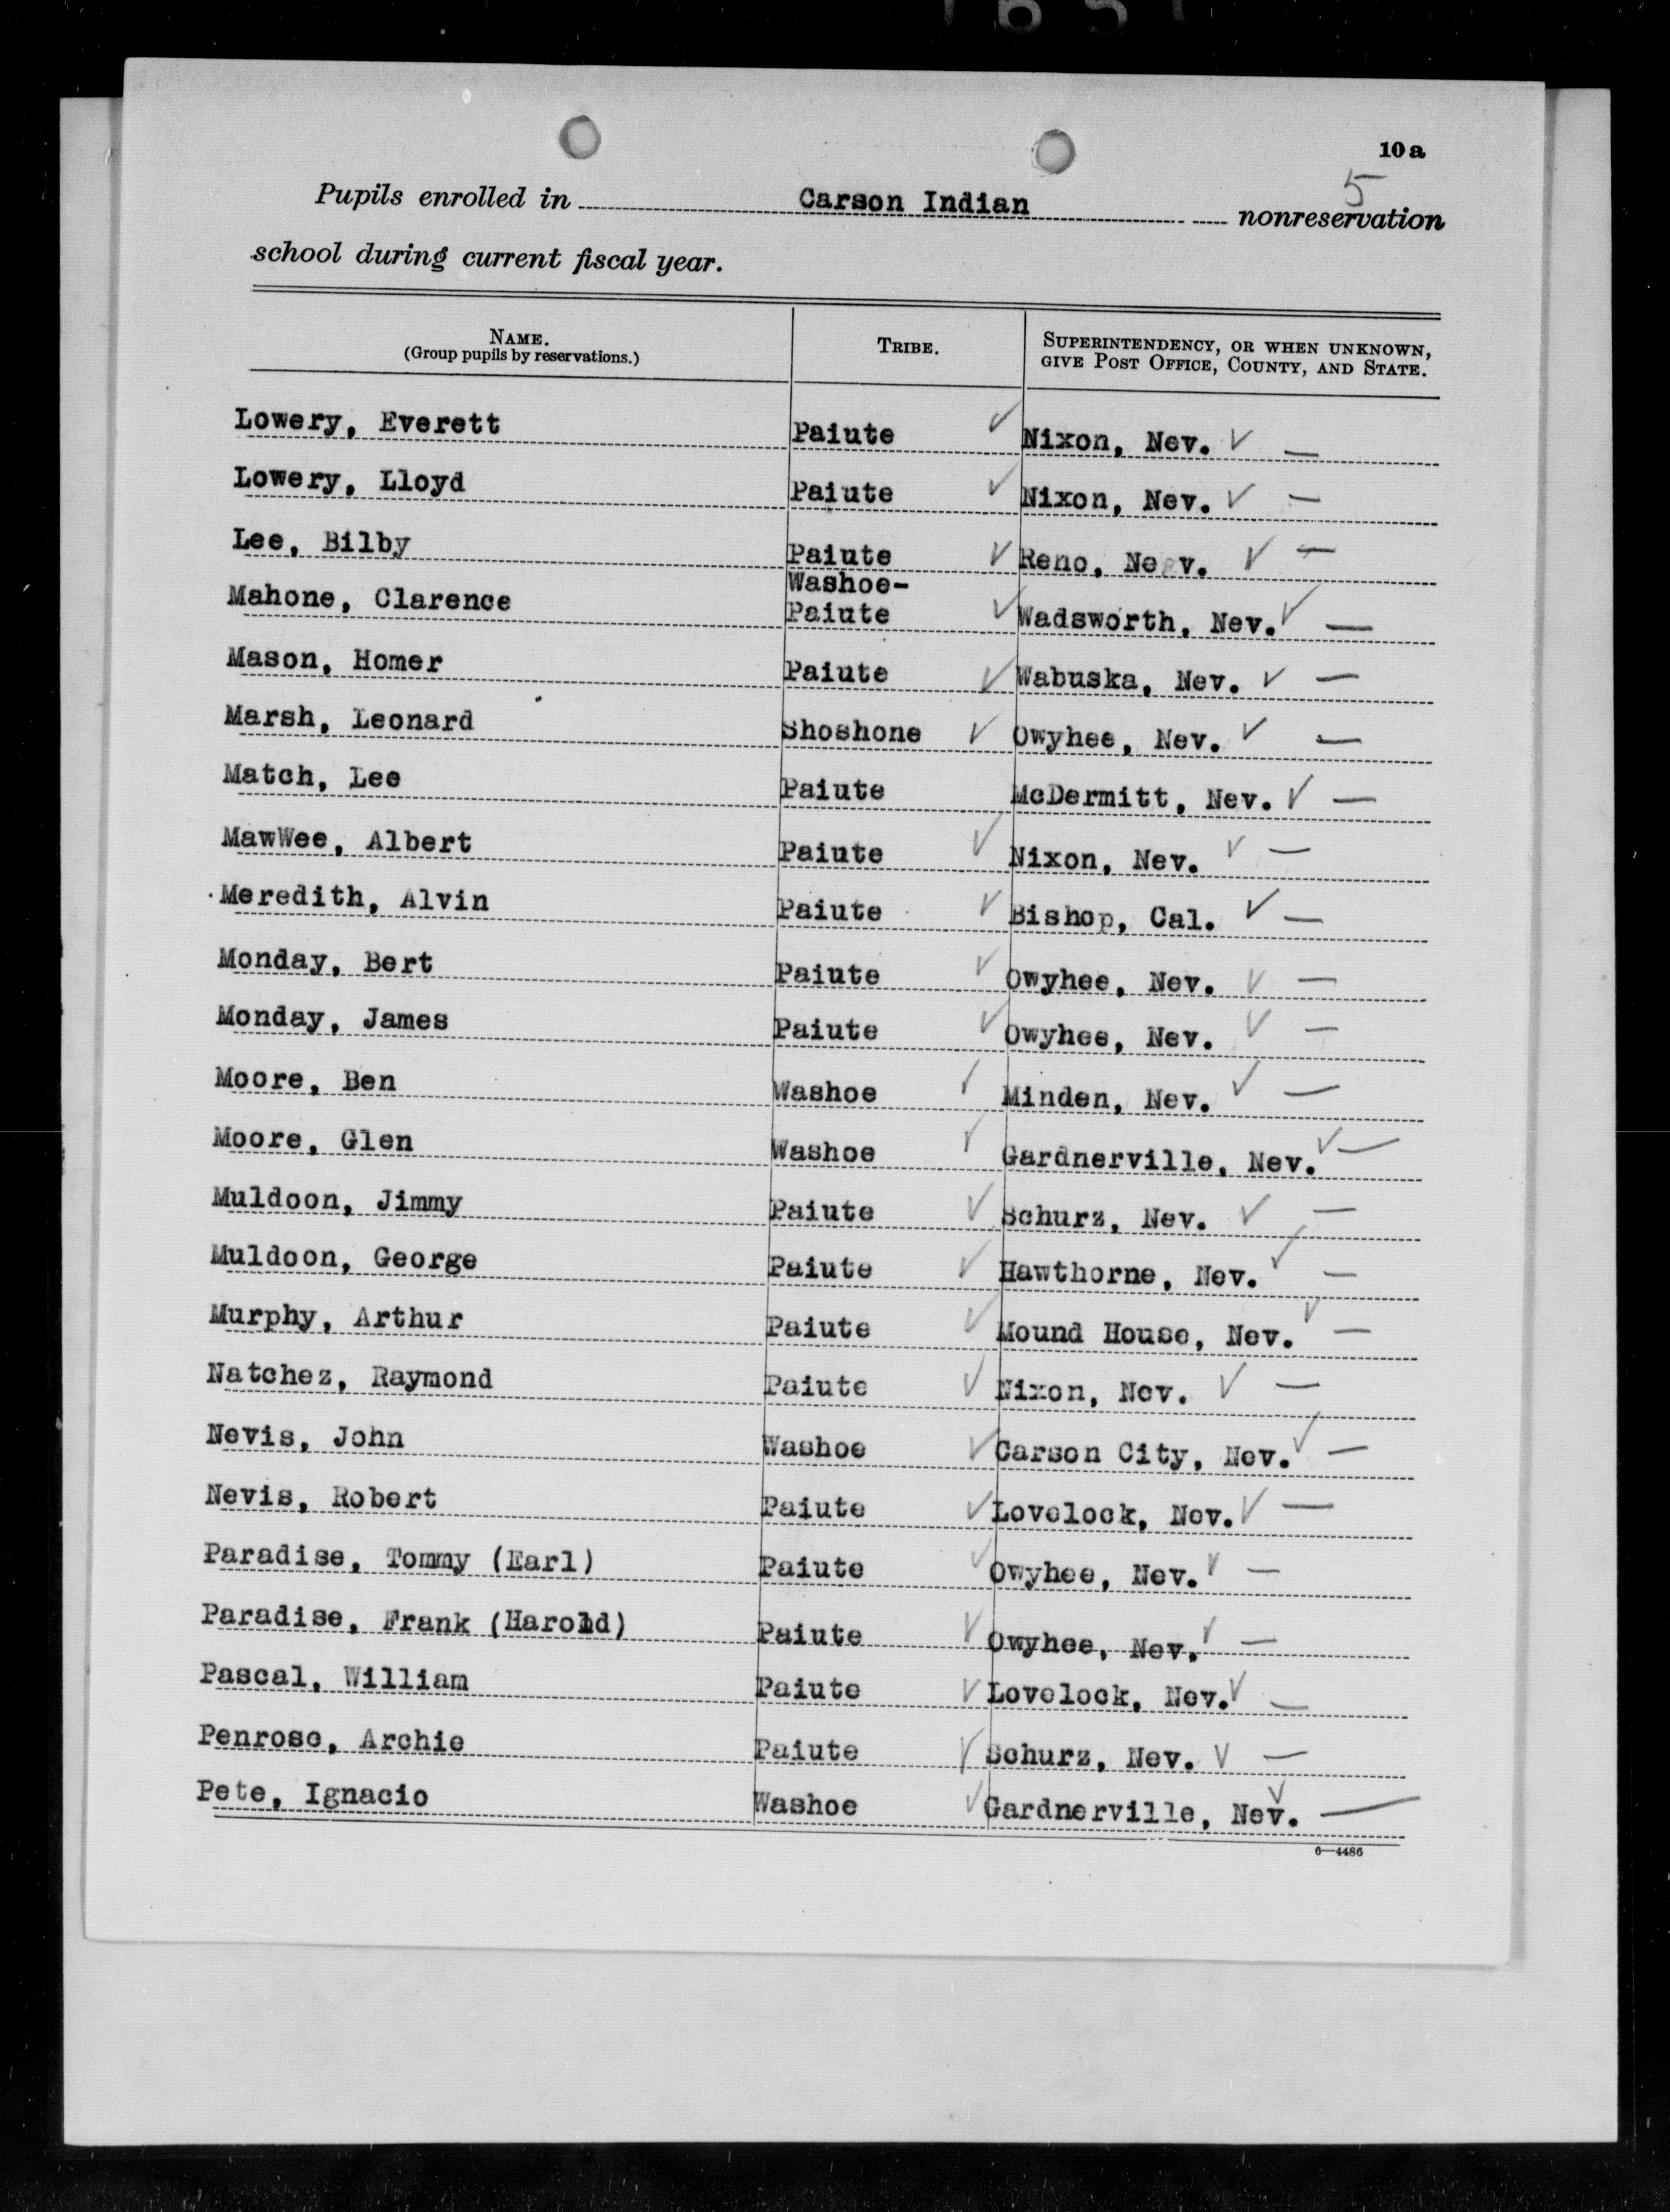 10 a
5
Pupils enrolled in Carson Indian nonreservation
school during current fiscal year.
NAME. TRIBE. SUPERINTENDENCY, OR WHEN UNKNOWN,
(Group pupils by reservations.) GIVE POST OFFICE, COUNTY, AND STATE.
Lowery, Everett Paiute ✓ Nixon, Nev. ✓ —
Lowery, Lloyd Paiute ✓ Nixon, Nev. ✓ —
Lee, Bilby Paiute ✓ Reno, Ne v. ✓ —
Washoe-
Mahone, Clarence Paiute ✓ Wadsworth, Nev. ✓ —
Mason, Homer Paiute ✓ Wabuska, Nev. ✓ —
Marsh, Leonard Shoshone ✓ Owyhee, Nev. ✓ —
Match, Lee Paiute McDermitt, Nev. ✓ —
MawWee, Albert Paiute ✓ Nixon, Nev. ✓ —
Meredith, Alvin Paiute ✓ Bishop, Cal. ✓ —
Monday, Bert Paiute ✓ Owyhee, Nev. ✓ —
Monday, James Paiute ✓ Owyhee, Nev. ✓ —
Moore, Ben Washoe ✓ Minden, Nev. ✓ —
Moore, Glen Washoe ✓ Gardnerville, Nev. ✓ —
Muldoon, Jimmy Paiute ✓ Schurz, Nev. ✓ —
Muldoon, George Paiute ✓ Hawthorne, Nev. ✓ —
Murphy, Arthur Paiute ✓ Mound House, Nev. ✓ —
Natchez, Raymond Paiute ✓ Nixon, Nev. ✓ —
Nevis, John Washoe ✓ Carson City, Nev. ✓ —
Nevis, Robert Paiute ✓ Lovelock, Nev. ✓ —
Paradise, Tommy (Earl) Paiute ✓ Owyhee, Nev. ✓ —
Paradise, Frank (Harold) Paiute ✓ Owyhee, Nev. ✓ —
Pascal, William Paiute ✓ Lovelock, Nev. ✓ —
Penrose, Archie Paiute ✓ Schurz, Nev. ✓ —
Pete, Ignacio Washoe ✓ Gardnerville, Nev. ✓ —
6—4486